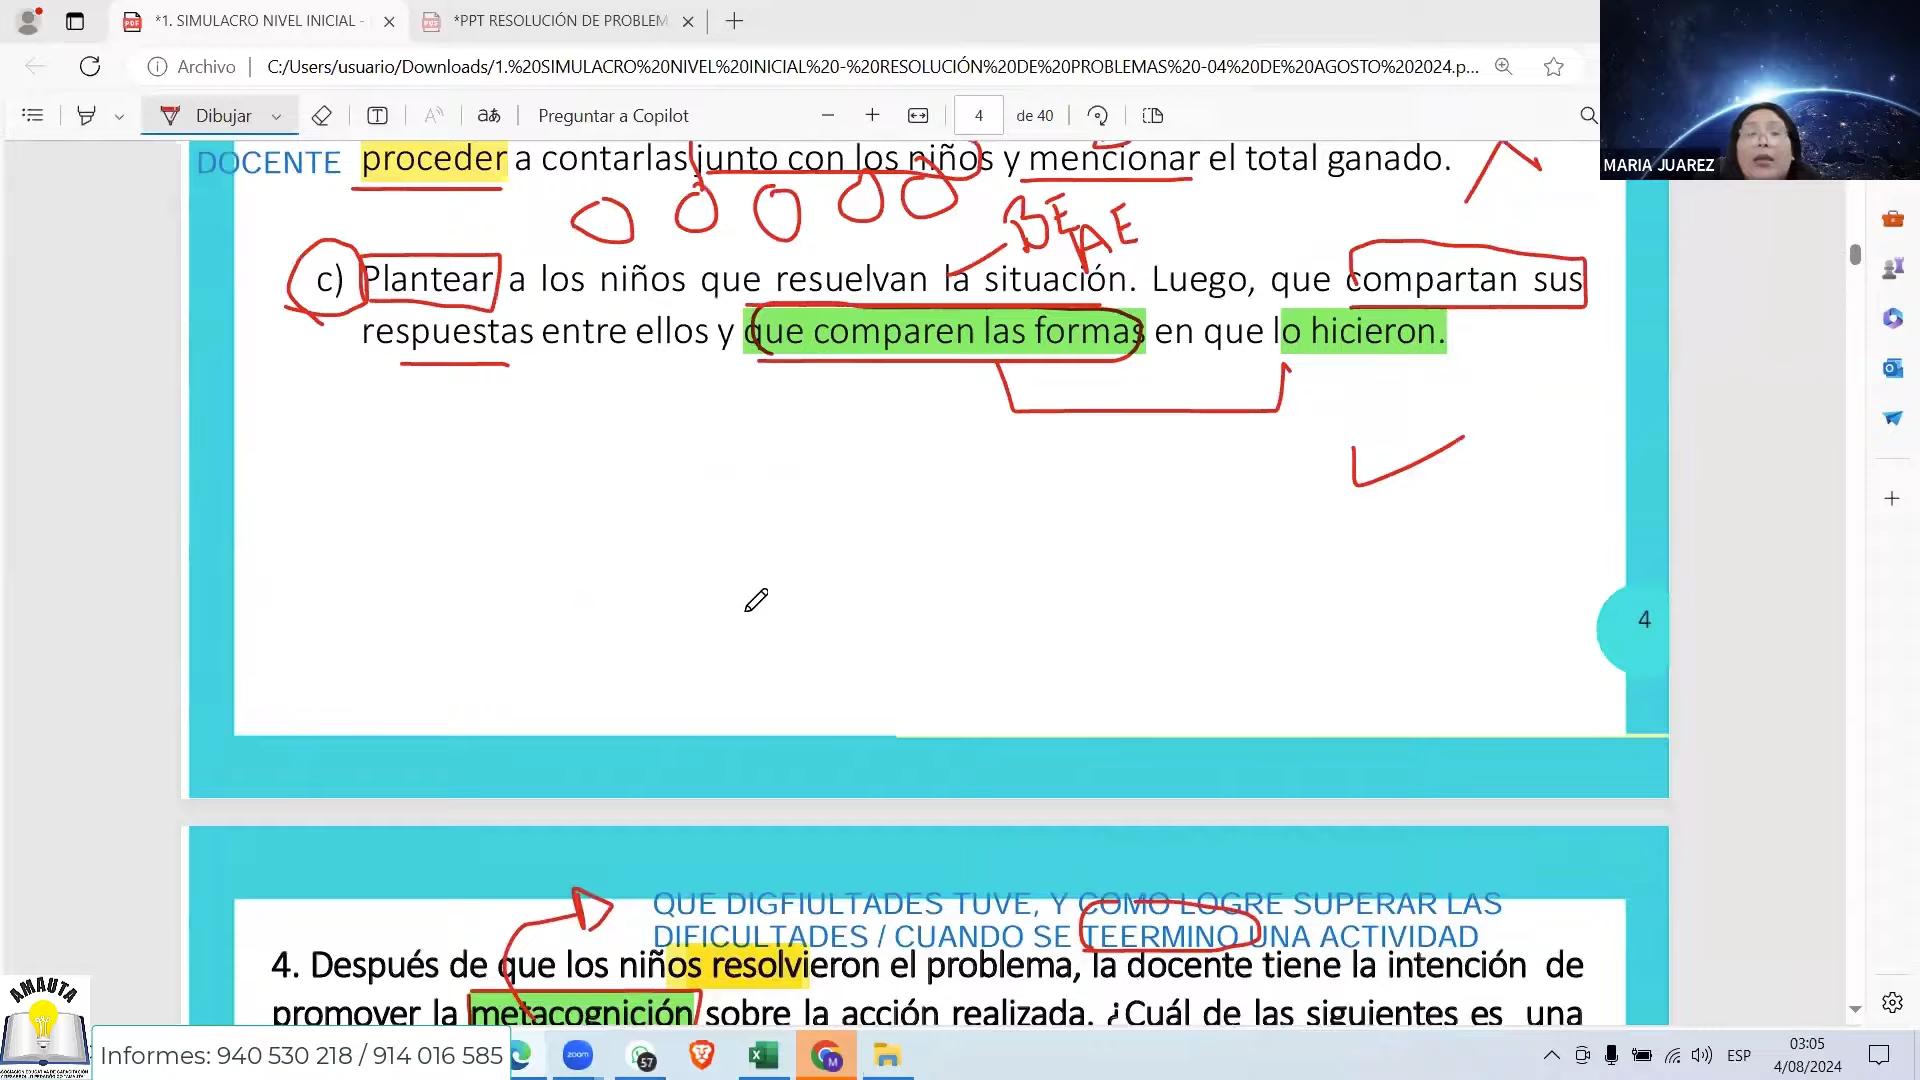 *1. SIMULACRO NIVEL INICIAL -
*PPT RESOLUCIÓN DE PROBLEM
Archivo
C:/Users/usuario/Downloads/1.%20SIMULACRO%20NIVEL%20INICIAL%20-%20RESOLUCIÓN%20DE%20PROBLEMAS%20-04%20DE%20AGOSTO%202024.p...
Dibujar
Preguntar a Copilot
4
de 40
MARIA JUAREZ
DOCENTE
proceder a contarlas junto con los niños y mencionar el total ganado.
BE
AE
c) Plantear a los niños que resuelvan la situación. Luego, que compartan sus
respuestas entre ellos y que comparen las formas en que lo hicieron.
4
QUE DIGFIULTADES TUVE, Y COMO LOGRE SUPERAR LAS
DIFICULTADES / CUANDO SE TEERMINO UNA ACTIVIDAD
4. Después de que los niños resolvieron el problema, la docente tiene la intención de
promover la metacognición sobre la acción realizada. ¿Cuál de las siguientes es una
AMAUTA
Informes: 940 530 218 / 914 016 585
zoom
57
M
ESP
03:05
4/08/2024